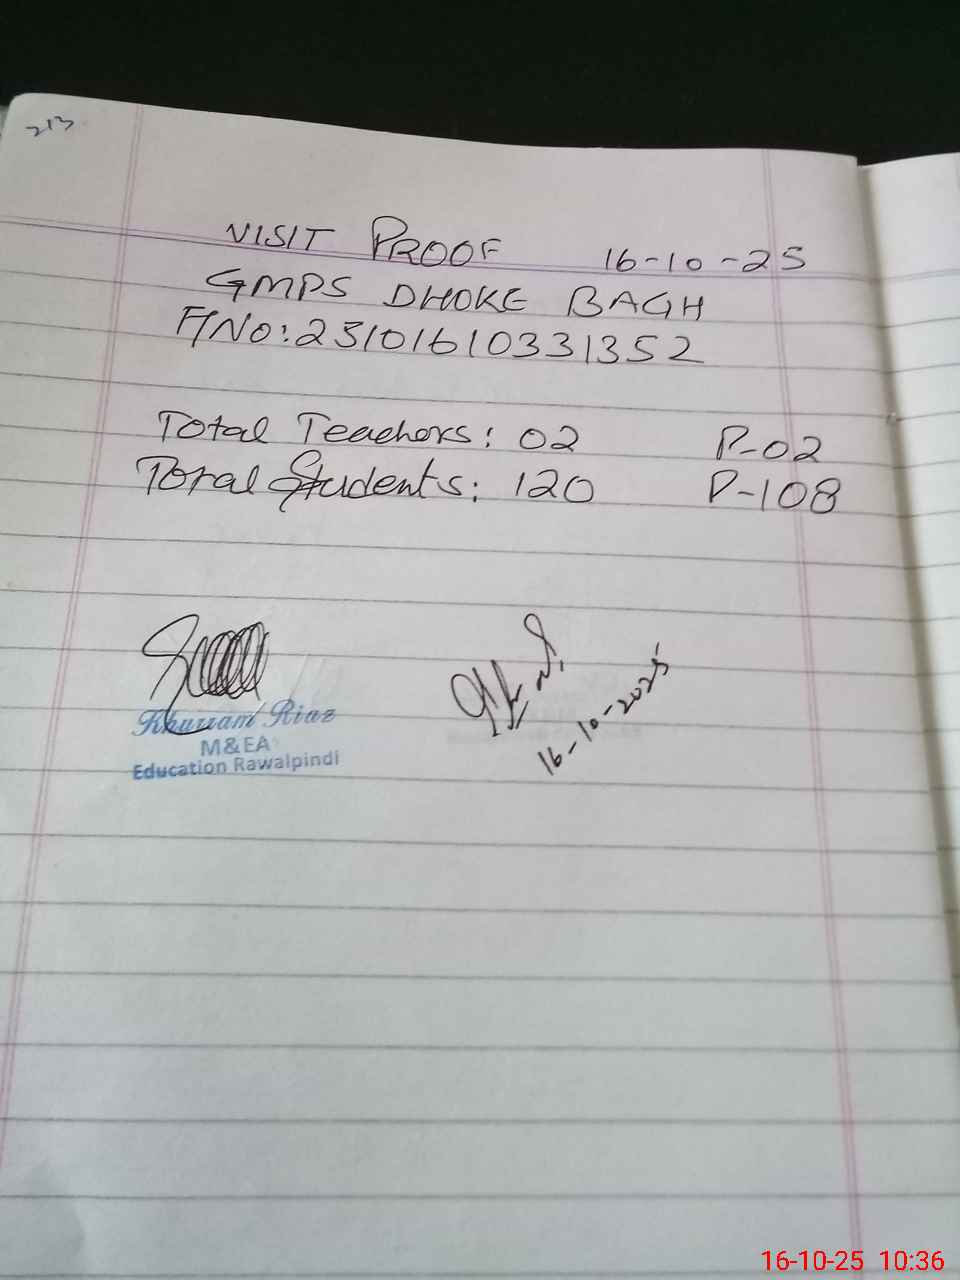 213
VISIT PROOF 16-10-25
GMPS DHOKE BAGH
F/No: 25101610331352
Total Teachers: 02 P-02
Total Students: 120 P-108
Khurram Riaz
M&EA
Education Rawalpindi
16-10-2025
16-10-25 10:36